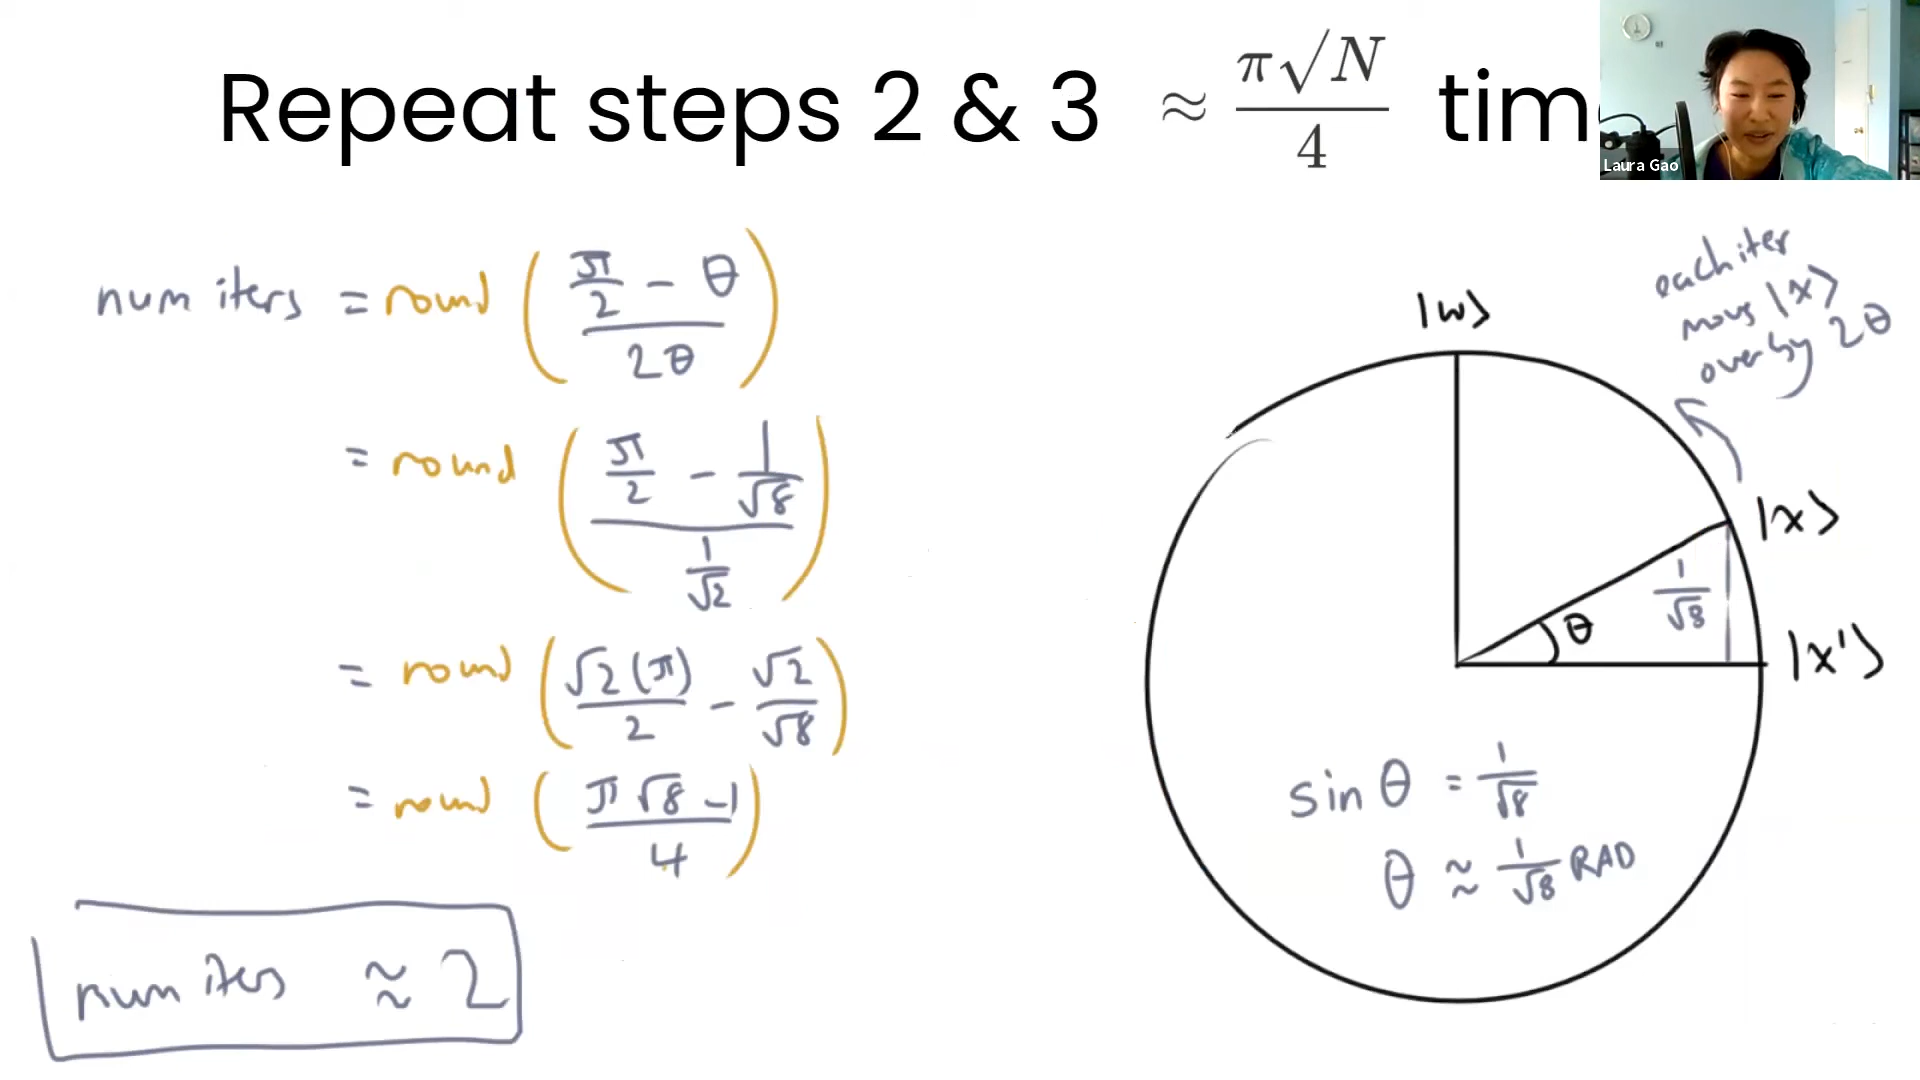 Repeat steps 2 & 3 ≈ π√N/4 tim
Laura Gao
num iters = round ( (π/2 − θ) / 2θ )
= round ( (π/2 − 1/√8) / (1/√2) )
= round ( √2(π)/2 − √2/√8 )
= round ( (π√8 −1)/4 )
num iters ≈ 2
each iter
movs |x⟩
over by 2θ
|w⟩
|x⟩
1/√8
θ
|x'⟩
sin θ = 1/√8
θ ≈ 1/√8 RAD